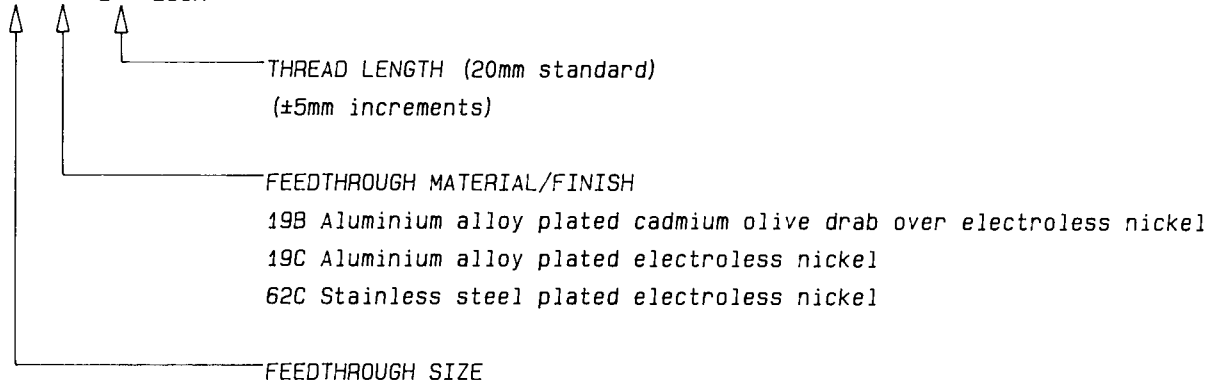 THREAD LENGTH (20mm standard)
(±5mm increments)
FEEDTHROUGH MATERIAL/FINISH
19B Aluminium alloy plated cadmium olive drab over electroless nickel
19C Aluminium alloy plated electroless nickel
62C Stainless steel plated electroless nickel
FEEDTHROUGH SIZE